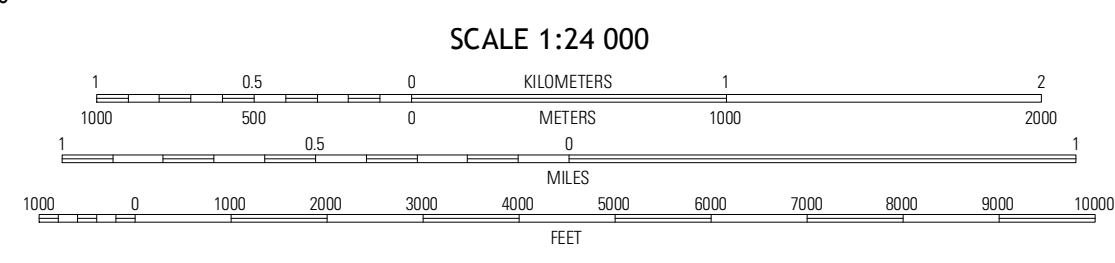 SCALE 1:24 000
1 0.5 0 KILOMETERS 1 2
1000 500 0 METERS 1000 2000
1 0.5 0 1
MILES
1000 0 1000 2000 3000 4000 5000 6000 7000 8000 9000 10000
FEET